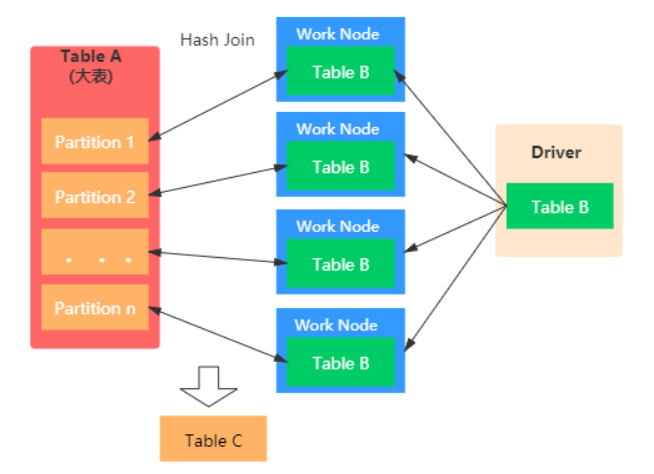 Hash Join
Table A
(大表)
Partition 1
Partition 2
. . .
Partition n
Work Node
Table B
Work Node
Table B
Work Node
Table B
Work Node
Table B
Driver
Table B
Table C